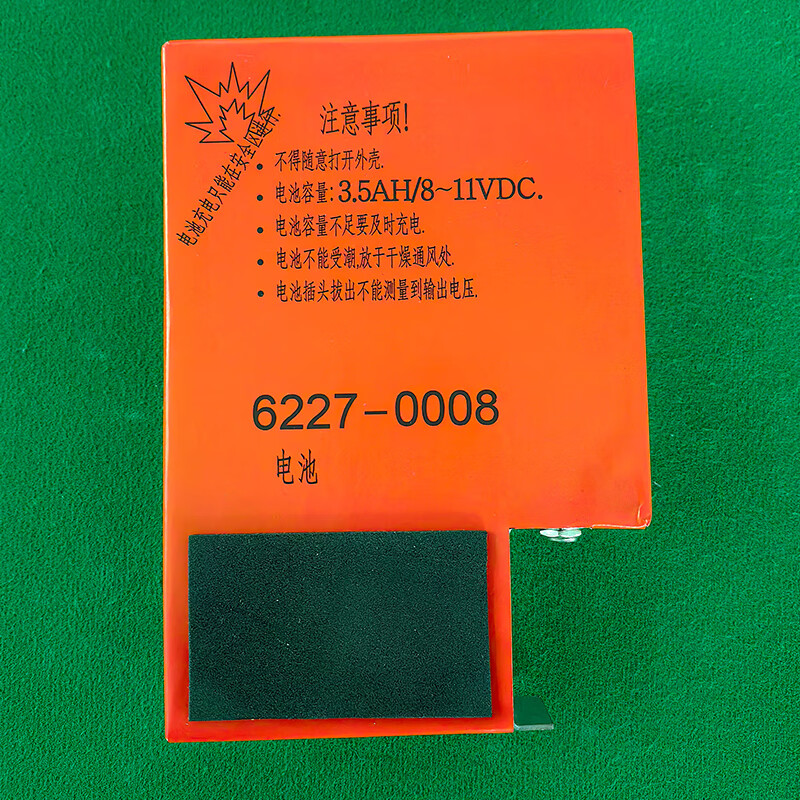 电池充电只能在安全区进行.
注意事项!
• 不得随意打开外壳.
• 电池容量: 3.5AH/8~11VDC.
• 电池容量不足要及时充电.
• 电池不能受潮,放于干燥通风处.
• 电池插头拔出不能测量到输出电压.
6227-0008
电池